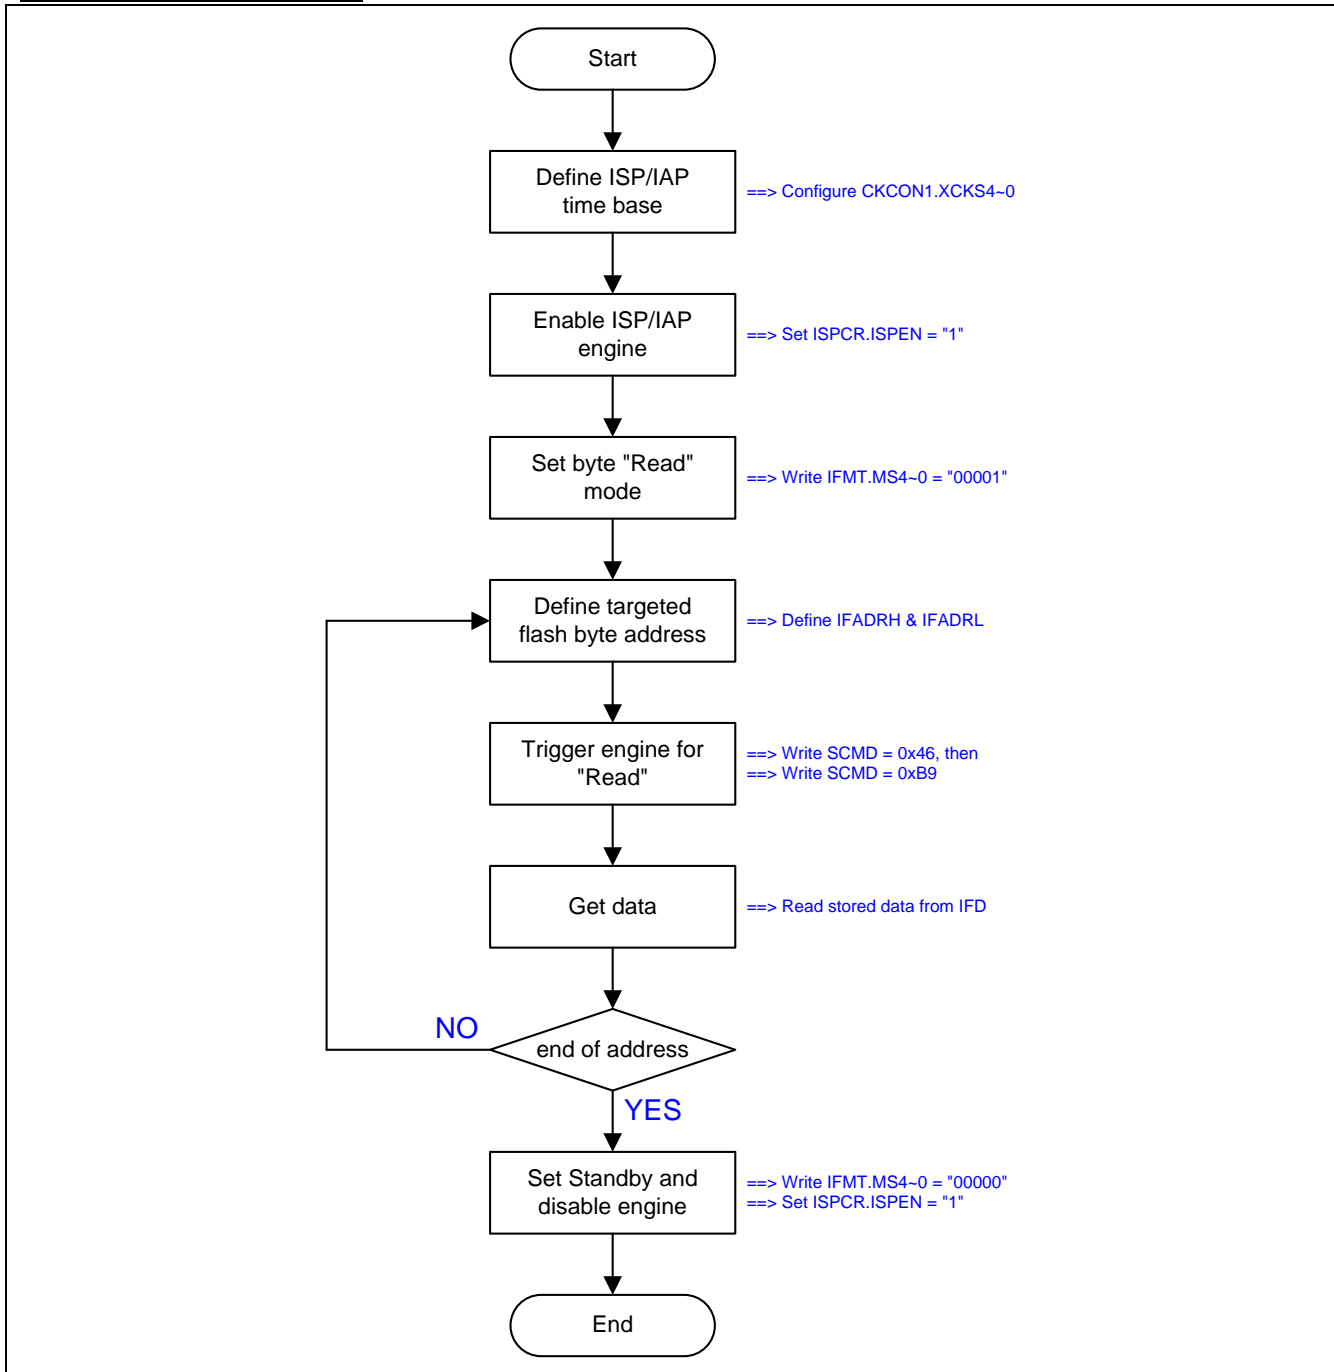 Start
Define ISP/IAP
time base
==> Configure CKCON1.XCKS4~0
Enable ISP/IAP
engine
==> Set ISPCR.ISPEN = "1"
Set byte "Read"
mode
==> Write IFMT.MS4~0 = "00001"
Define targeted
flash byte address
==> Define IFADRH & IFADRL
Trigger engine for
"Read"
==> Write SCMD = 0x46, then
==> Write SCMD = 0xB9
Get data
==> Read stored data from IFD
NO
end of address
YES
Set Standby and
disable engine
==> Write IFMT.MS4~0 = "00000"
==> Set ISPCR.ISPEN = "1"
End